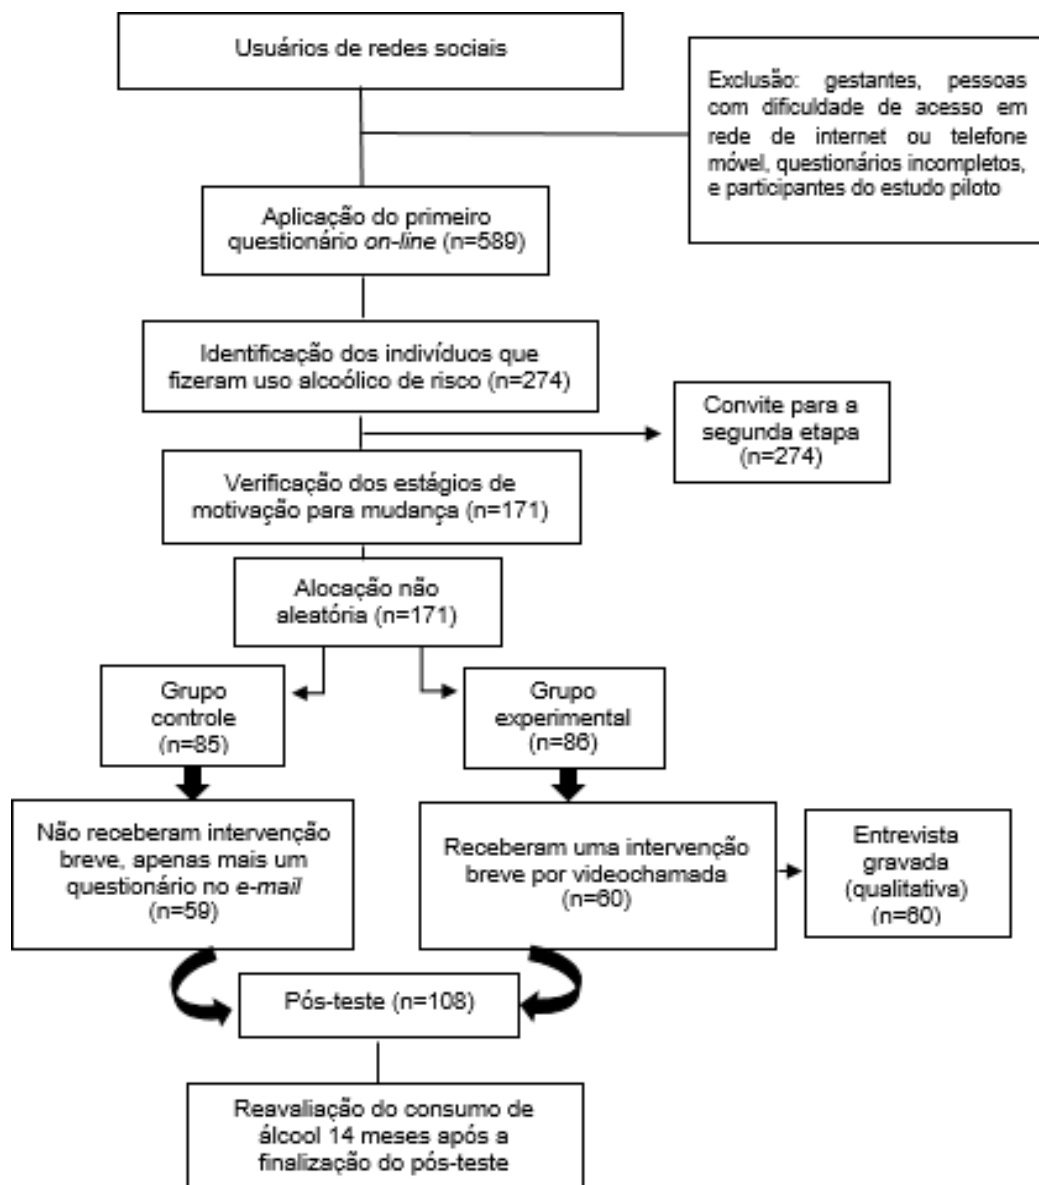 Usuários de redes sociais
Exclusão: gestantes, pessoas
com dificuldade de acesso em
rede de internet ou telefone
móvel, questionários incompletos,
e participantes do estudo piloto
Aplicação do primeiro
questionário on-line (n=589)
Identificação dos indivíduos que
fizeram uso alcoólico de risco (n=274)
Convite para a
segunda etapa
(n=274)
Verificação dos estágios de
motivação para mudança (n=171)
Alocação não
aleatória (n=171)
Grupo
controle
(n=85)
Grupo
experimental
(n=86)
Não receberam intervenção
breve, apenas mais um
questionário no e-mail
(n=59)
Receberam uma intervenção
breve por videochamada
(n=60)
Entrevista
gravada
(qualitativa)
(n=60)
Pós-teste (n=108)
Reavaliação do consumo de
álcool 14 meses após a
finalização do pós-teste